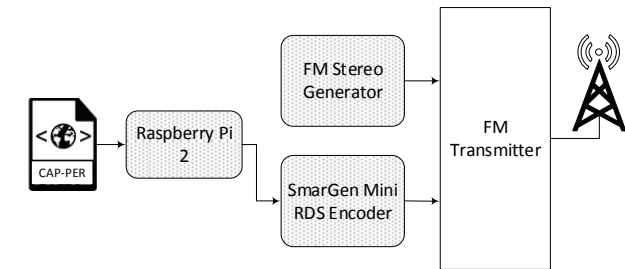 CAP-PER
Raspberry Pi
2
FM Stereo
Generator
SmarGen Mini
RDS Encoder
FM
Transmitter